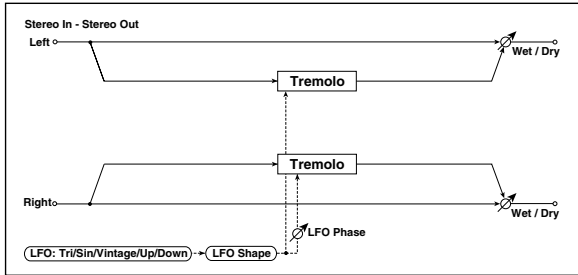 Stereo In - Stereo Out
Left
Wet / Dry
Tremolo
Tremolo
Right
Wet / Dry
LFO Phase
LFO: Tri/Sin/Vintage/Up/Down
LFO Shape